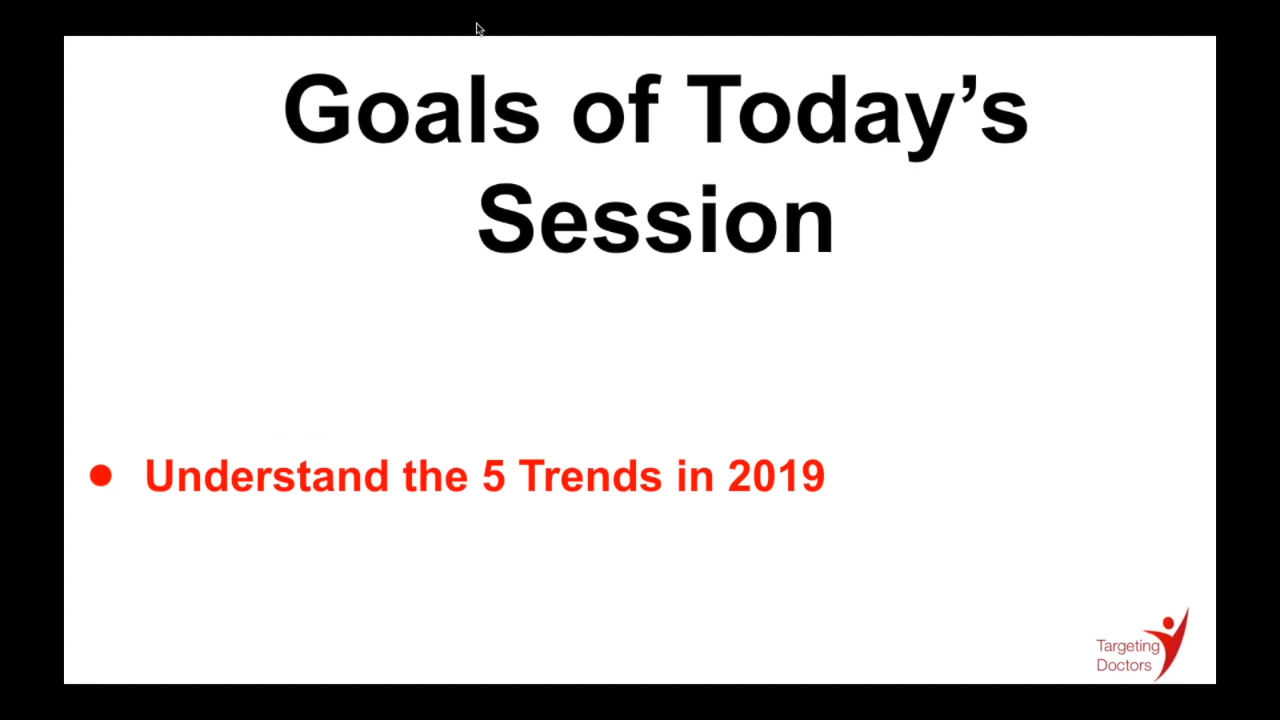 Goals of Today’s
Session
● Understand the 5 Trends in 2019
Targeting
Doctors